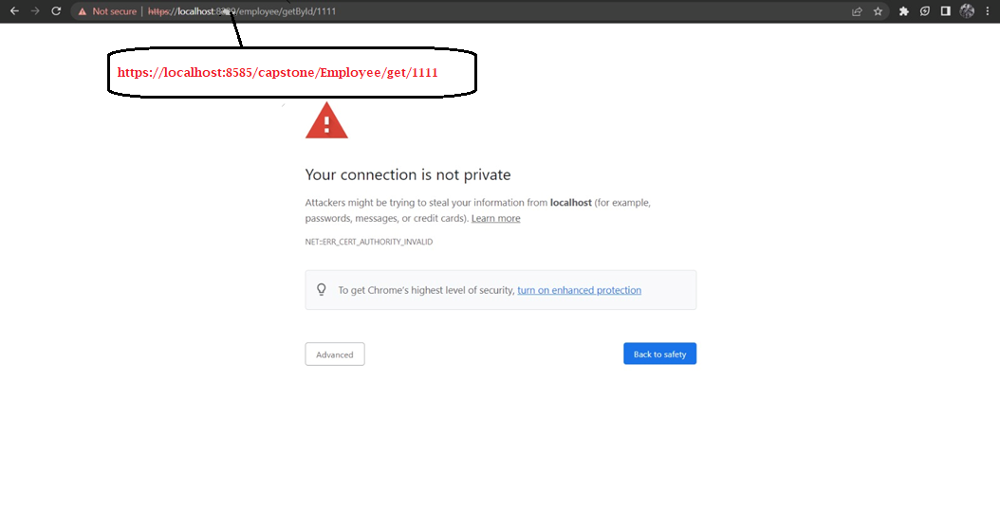 Not secure | https://localhost:8/employee/getById/1111
https://localhost:8585/capstone/Employee/get/1111
Your connection is not private
Attackers might be trying to steal your information from localhost (for example,
passwords, messages, or credit cards). Learn more
NET::ERR_CERT_AUTHORITY_INVALID
To get Chrome's highest level of security, turn on enhanced protection
Advanced
Back to safety